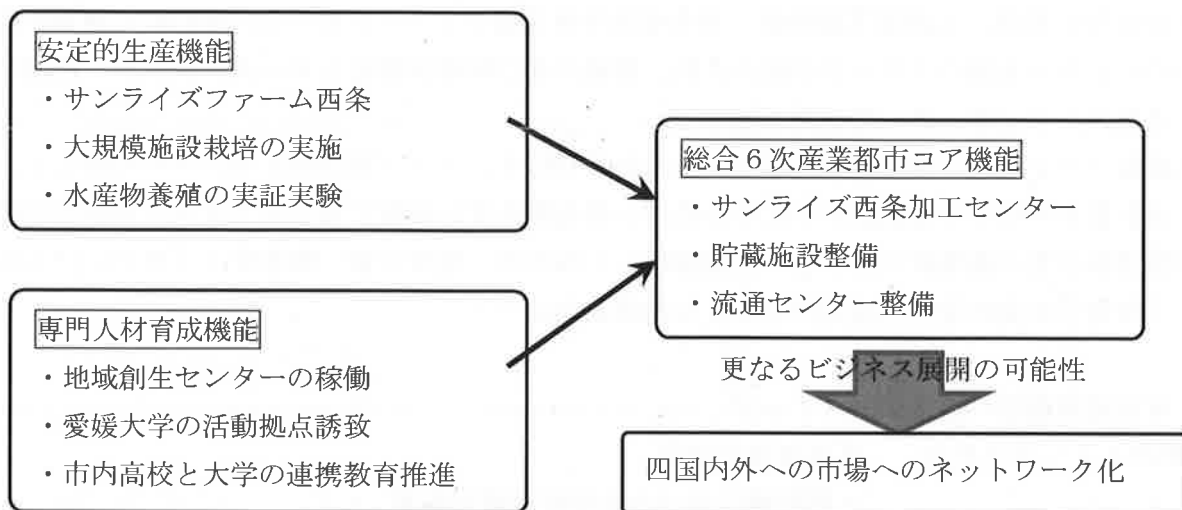 安定的生産機能
・サンライズファーム西条
・大規模施設栽培の実施
・水産物養殖の実証実験
専門人材育成機能
・地域創生センターの稼働
・愛媛大学の活動拠点誘致
・市内高校と大学の連携教育推進
総合６次産業都市コア機能
・サンライズ西条加工センター
・貯蔵施設整備
・流通センター整備
更なるビジネス展開の可能性
四国内外への市場へのネットワーク化